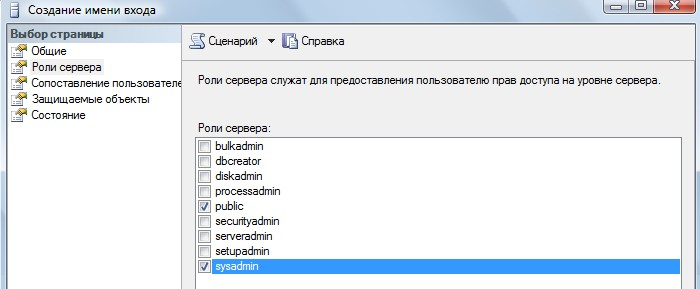 Создание имени входа
Выбор страницы
Общие
Роли сервера
Сопоставление пользователе
Защищаемые объекты
Состояние
Сценарий
Справка
Роли сервера служат для предоставления пользователю прав доступа на уровне сервера.
Роли сервера:
bulkadmin
dbcreator
diskadmin
processadmin
public
securityadmin
serveradmin
setupadmin
sysadmin